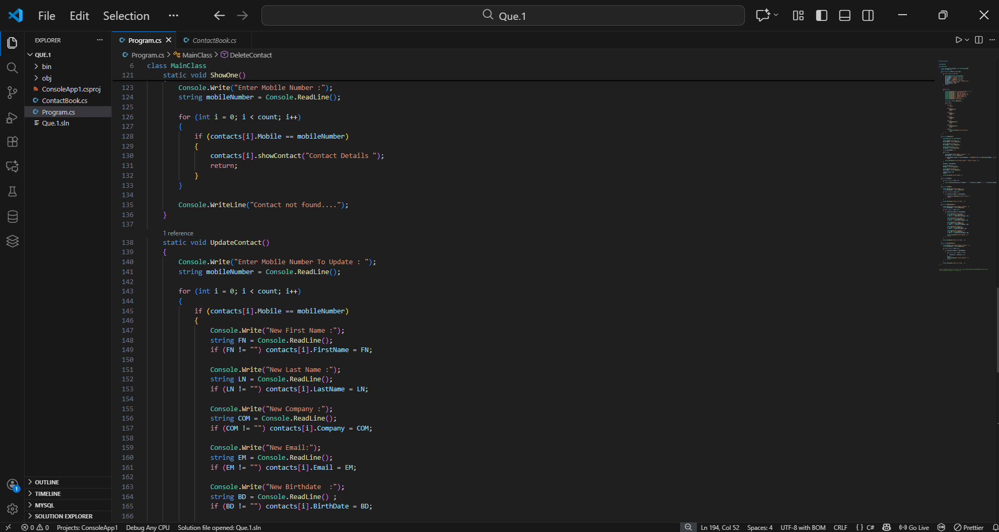 File Edit Selection ···
Que.1
EXPLORER ···
QUE.1
bin
obj
ConsoleApp1.csproj
ContactBook.cs
Program.cs
Que.1.sln
OUTLINE
TIMELINE
MYSQL
SOLUTION EXPLORER
1
Program.cs
ContactBook.cs
Program.cs > MainClass > DeleteContact
6 class MainClass
121 static void ShowOne()
123 Console.Write("Enter Mobile Number :");
124 string mobileNumber = Console.ReadLine();
125
126 for (int i = 0; i < count; i++)
127 {
128 if (contacts[i].Mobile == mobileNumber)
129 {
130 contacts[i].showContact("Contact Details ");
131 return;
132 }
133 }
134
135 Console.WriteLine("Contact not found....");
136 }
137
1 reference
138 static void UpdateContact()
139 {
140 Console.Write("Enter Mobile Number To Update : ");
141 string mobileNumber = Console.ReadLine();
142
143 for (int i = 0; i < count; i++)
144 {
145 if (contacts[i].Mobile == mobileNumber)
146 {
147 Console.Write("New First Name :");
148 string FN = Console.ReadLine();
149 if (FN != "") contacts[i].FirstName = FN;
150
151 Console.Write("New Last Name :");
152 string LN = Console.ReadLine();
153 if (LN != "") contacts[i].LastName = LN;
154
155 Console.Write("New Company :");
156 string COM = Console.ReadLine();
157 if (COM != "") contacts[i].Company = COM;
158
159 Console.Write("New Email:");
160 string EM = Console.ReadLine();
161 if (EM != "") contacts[i].Email = EM;
162
163 Console.Write("New Birthdate  :");
164 string BD = Console.ReadLine() ;
165 if (BD != "") contacts[i].BirthDate = BD;
166
0 0 Projects: ConsoleApp1 Debug Any CPU Solution file opened: Que.1.sln Ln 194, Col 52 Spaces: 4 UTF-8 with BOM CRLF { } C# Go Live Prettier